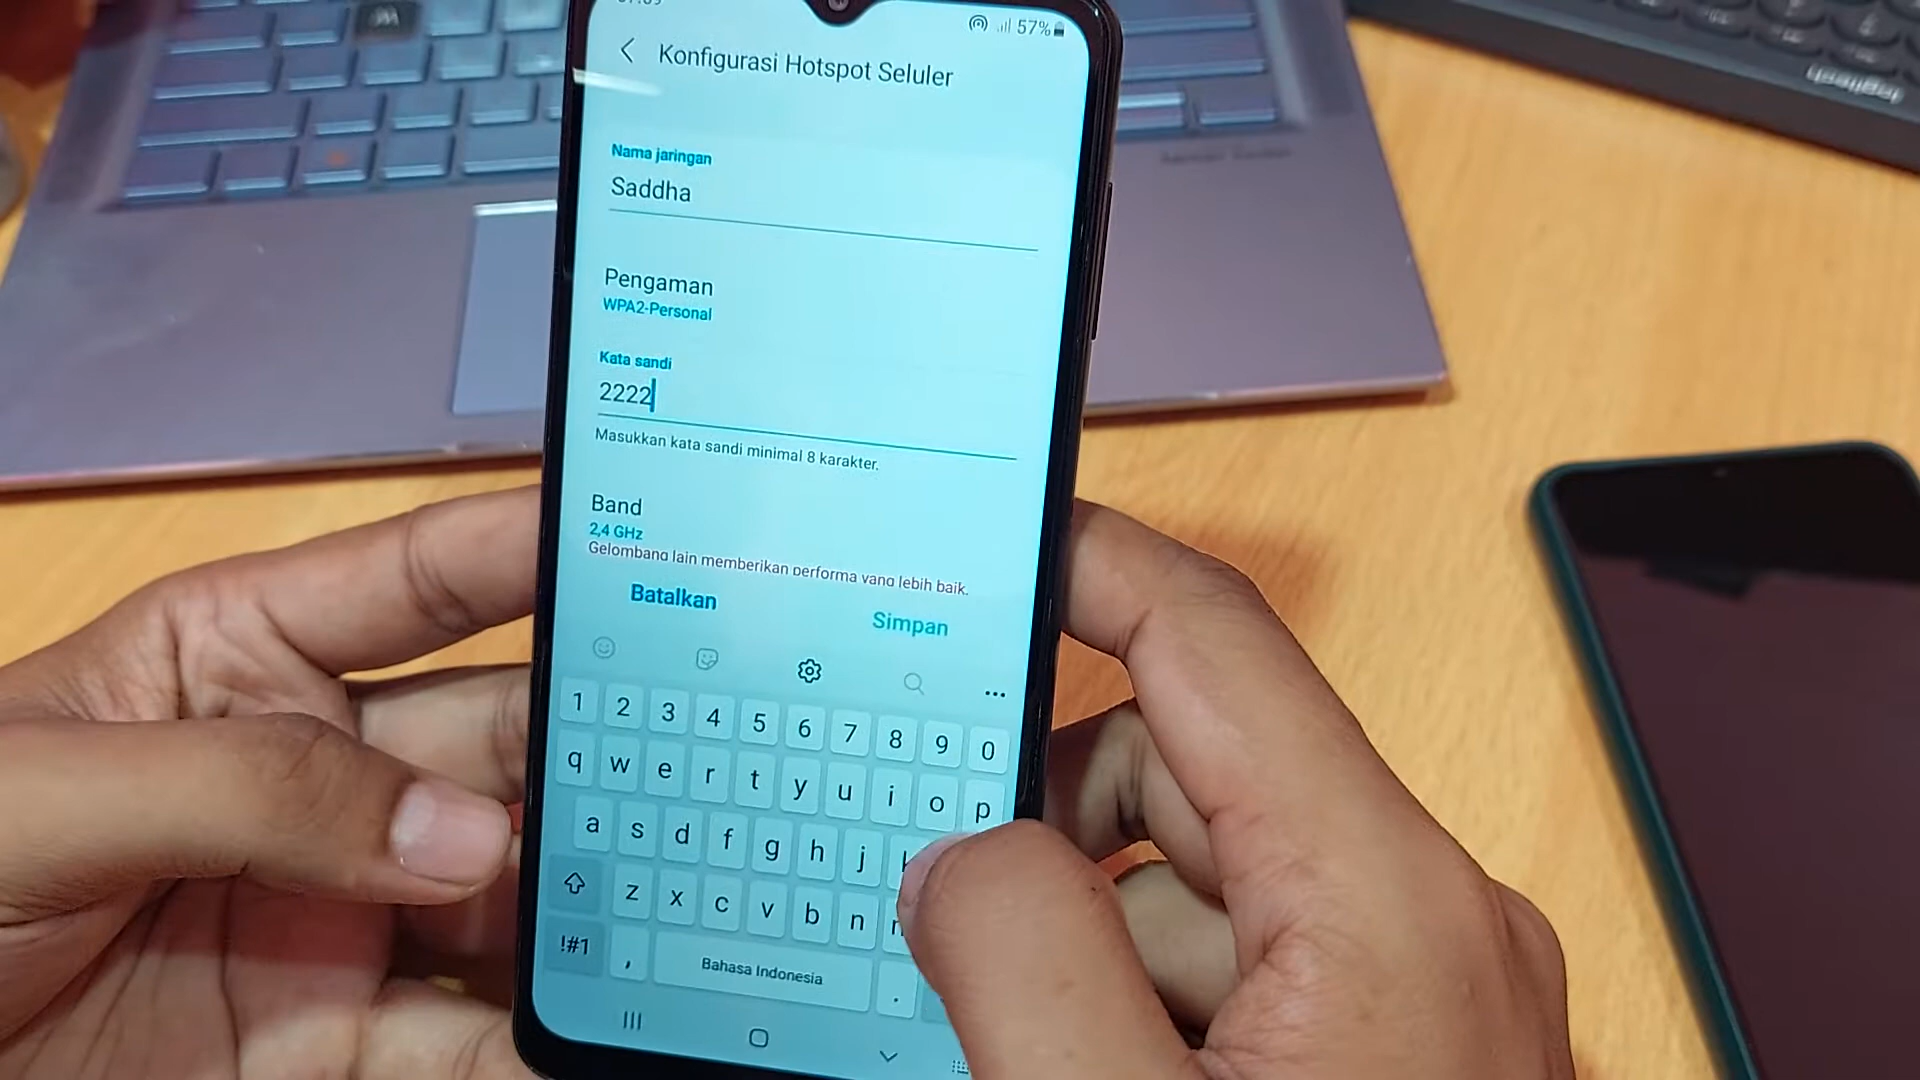 57%
Konfigurasi Hotspot Seluler
Nama jaringan
Saddha
Pengaman
WPA2-Personal
Kata sandi
2222
Masukkan kata sandi minimal 8 karakter.
Band
2,4 GHz
Gelombang lain memberikan performa yang lebih baik.
Batalkan
Simpan
1 2 3 4 5 6 7 8 9 0
q w e r t y u i o p
a s d f g h j
z x c v b n
!#1 , Bahasa Indonesia .
logitech